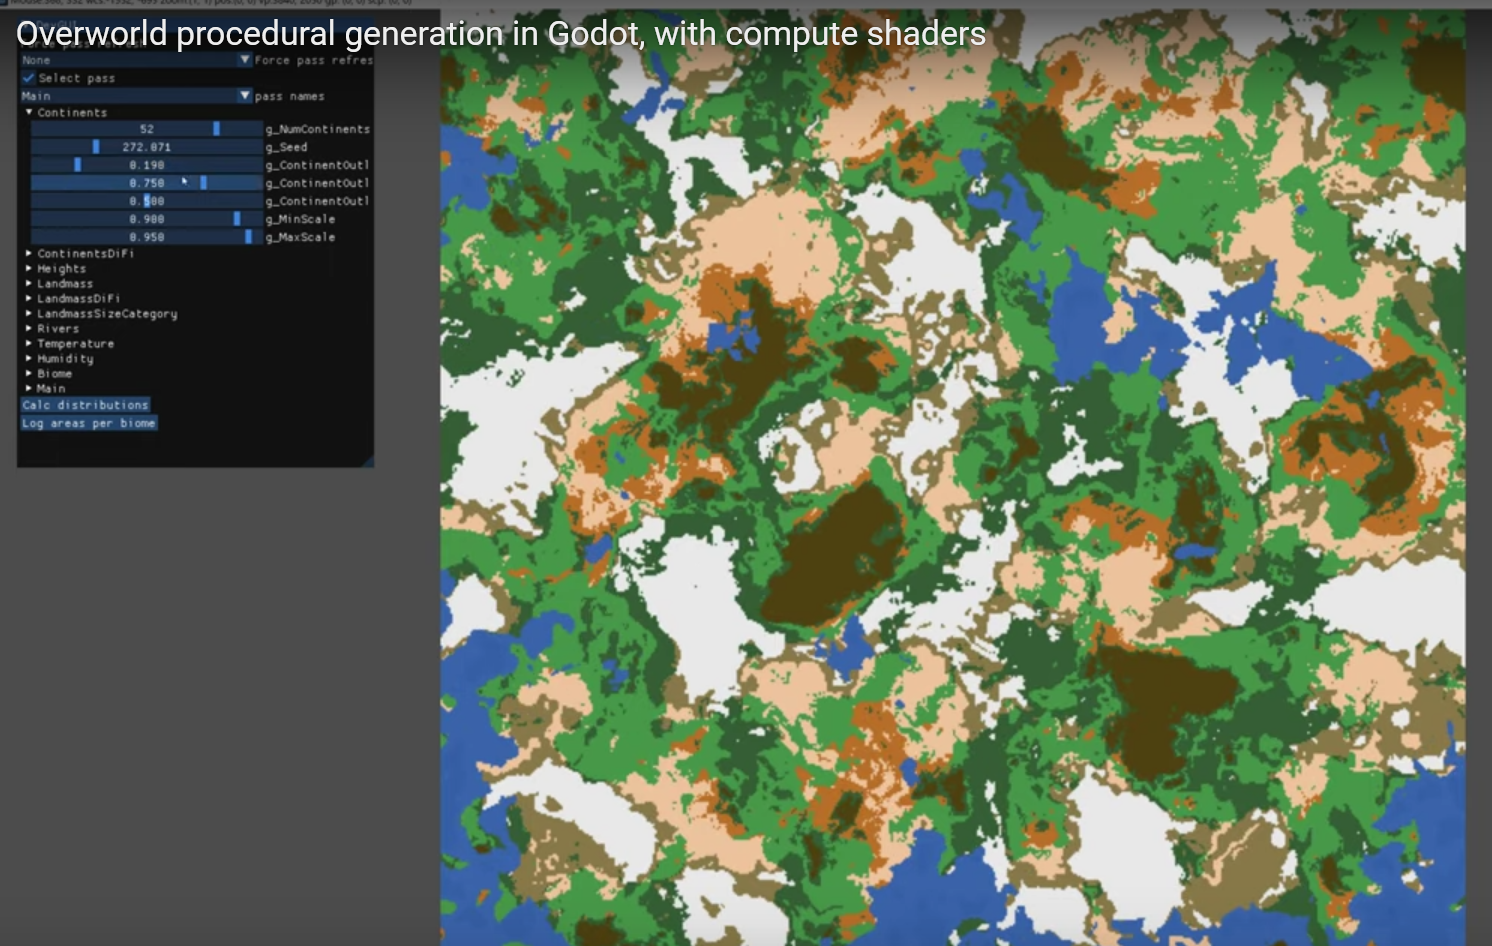 Overworld procedural generation in Godot, with compute shaders
None Force pass refres
Select pass
Main pass names
Continents
52 g_NumContinents
272.071 g_Seed
0.190 g_ContinentOutl
0.750 g_ContinentOutl
0.500 g_ContinentOutl
0.900 g_MinScale
0.950 g_MaxScale
ContinentsDiFi
Heights
Landmass
LandmassDiFi
LandmassSizeCategory
Rivers
Temperature
Humidity
Biome
Main
Calc distributions
Log areas per biome